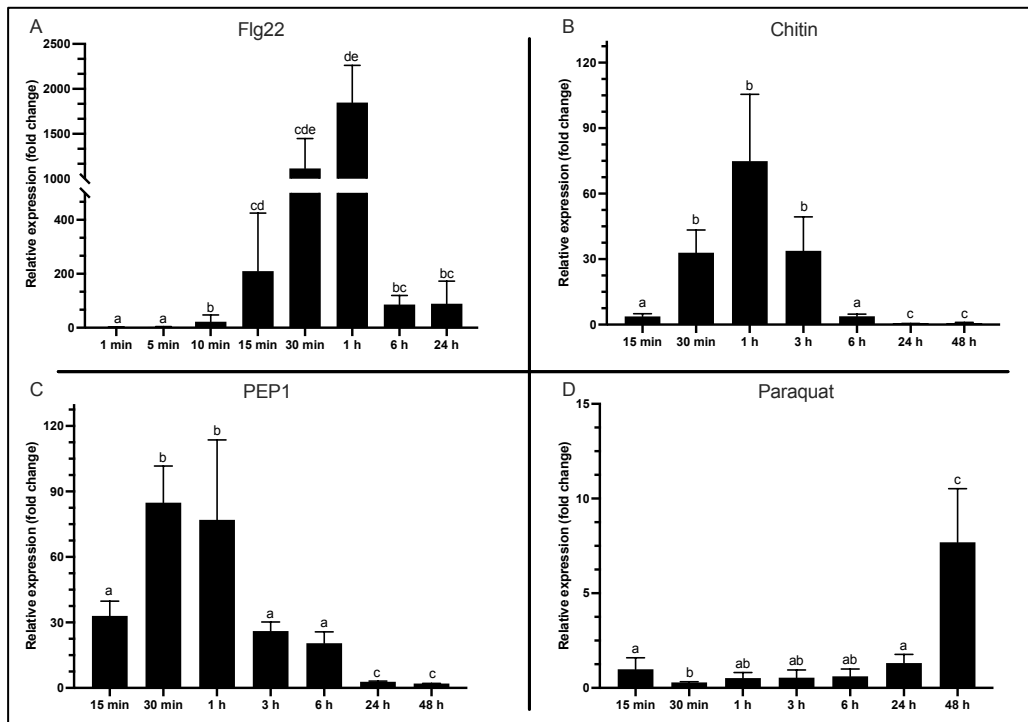 A
Flg22
Relative expression (fold change)
2500
2000
1500
1000
400
200
0
a
a
b
cd
cde
de
bc
bc
1 min
5 min
10 min
15 min
30 min
1 h
6 h
24 h
B
Chitin
Relative expression (fold change)
120
90
60
30
0
a
b
b
b
a
c
c
15 min
30 min
1 h
3 h
6 h
24 h
48 h
C
PEP1
Relative expression (fold change)
120
90
60
30
0
a
b
b
a
a
c
c
15 min
30 min
1 h
3 h
6 h
24 h
48 h
D
Paraquat
Relative expression (fold change)
15
10
5
0
a
b
ab
ab
ab
a
c
15 min
30 min
1 h
3 h
6 h
24 h
48 h